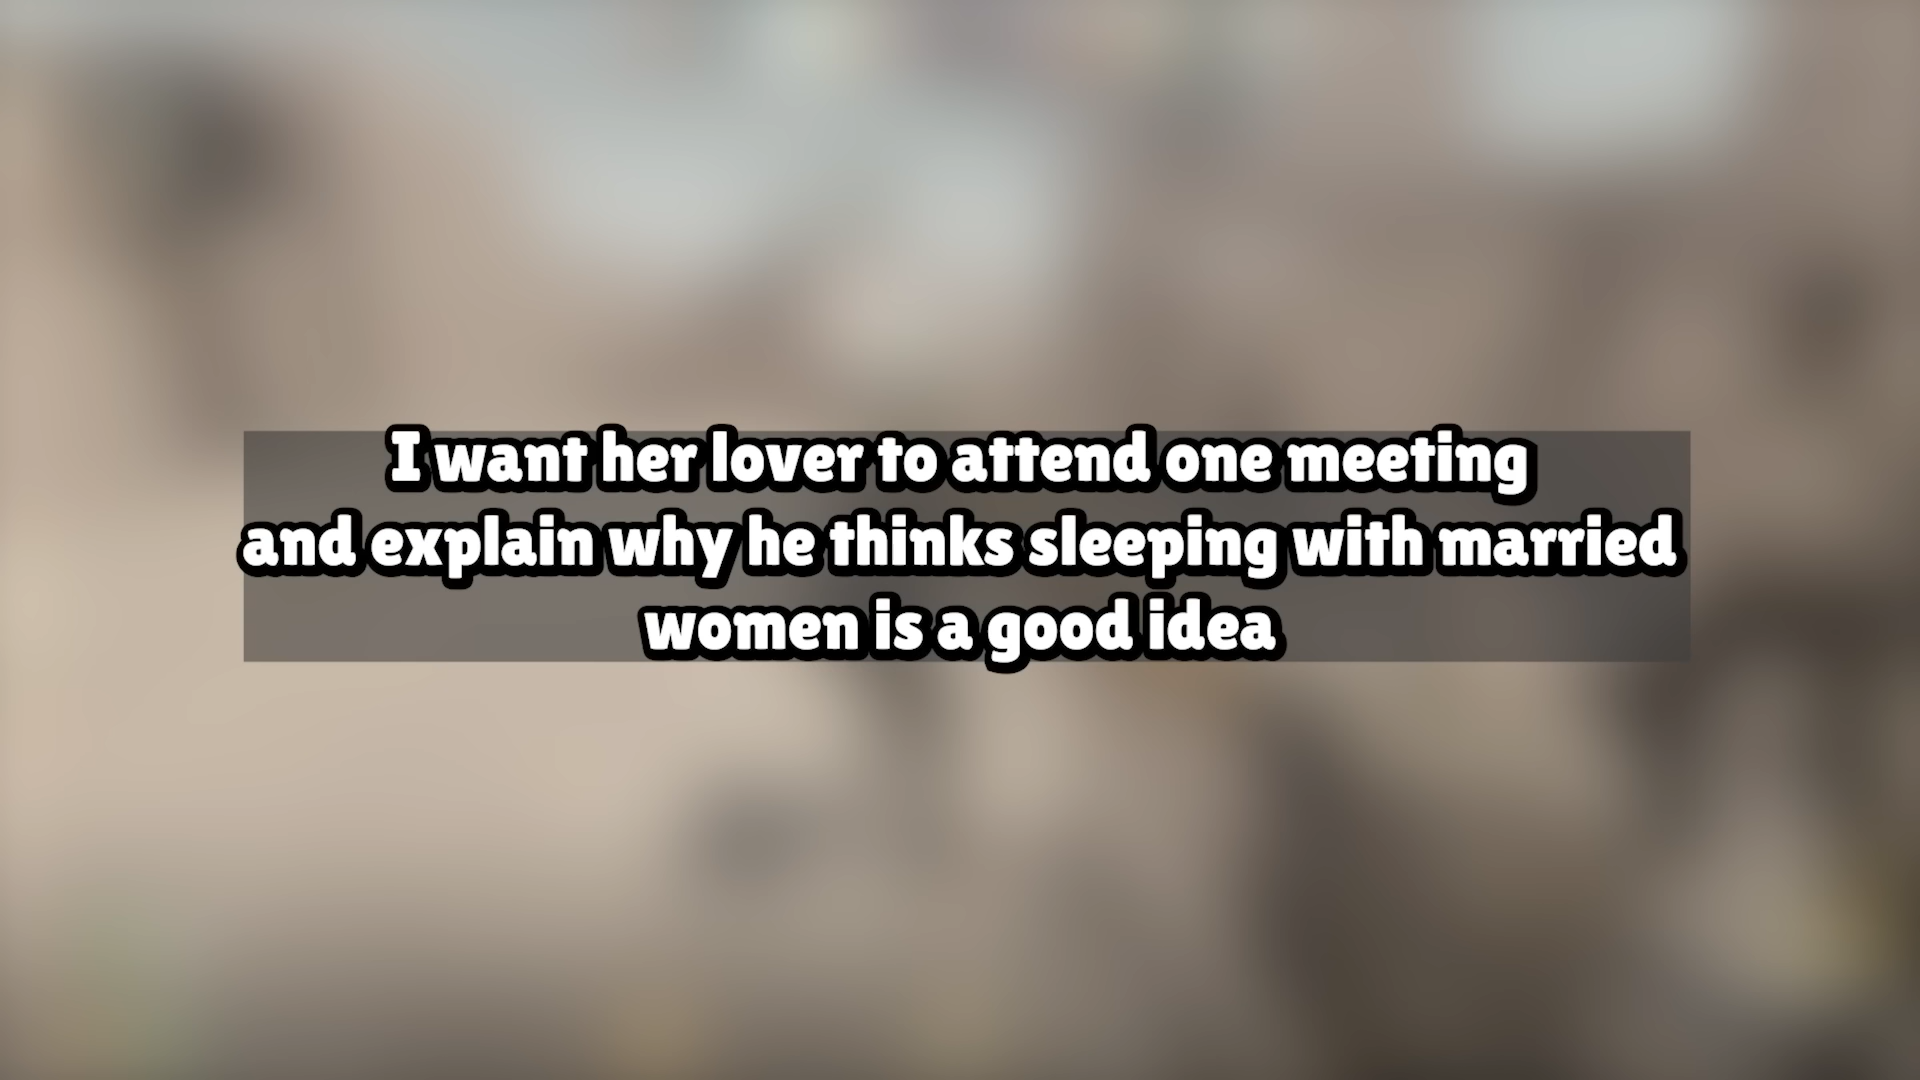 I want her lover to attend one meeting
and explain why he thinks sleeping with married
women is a good idea